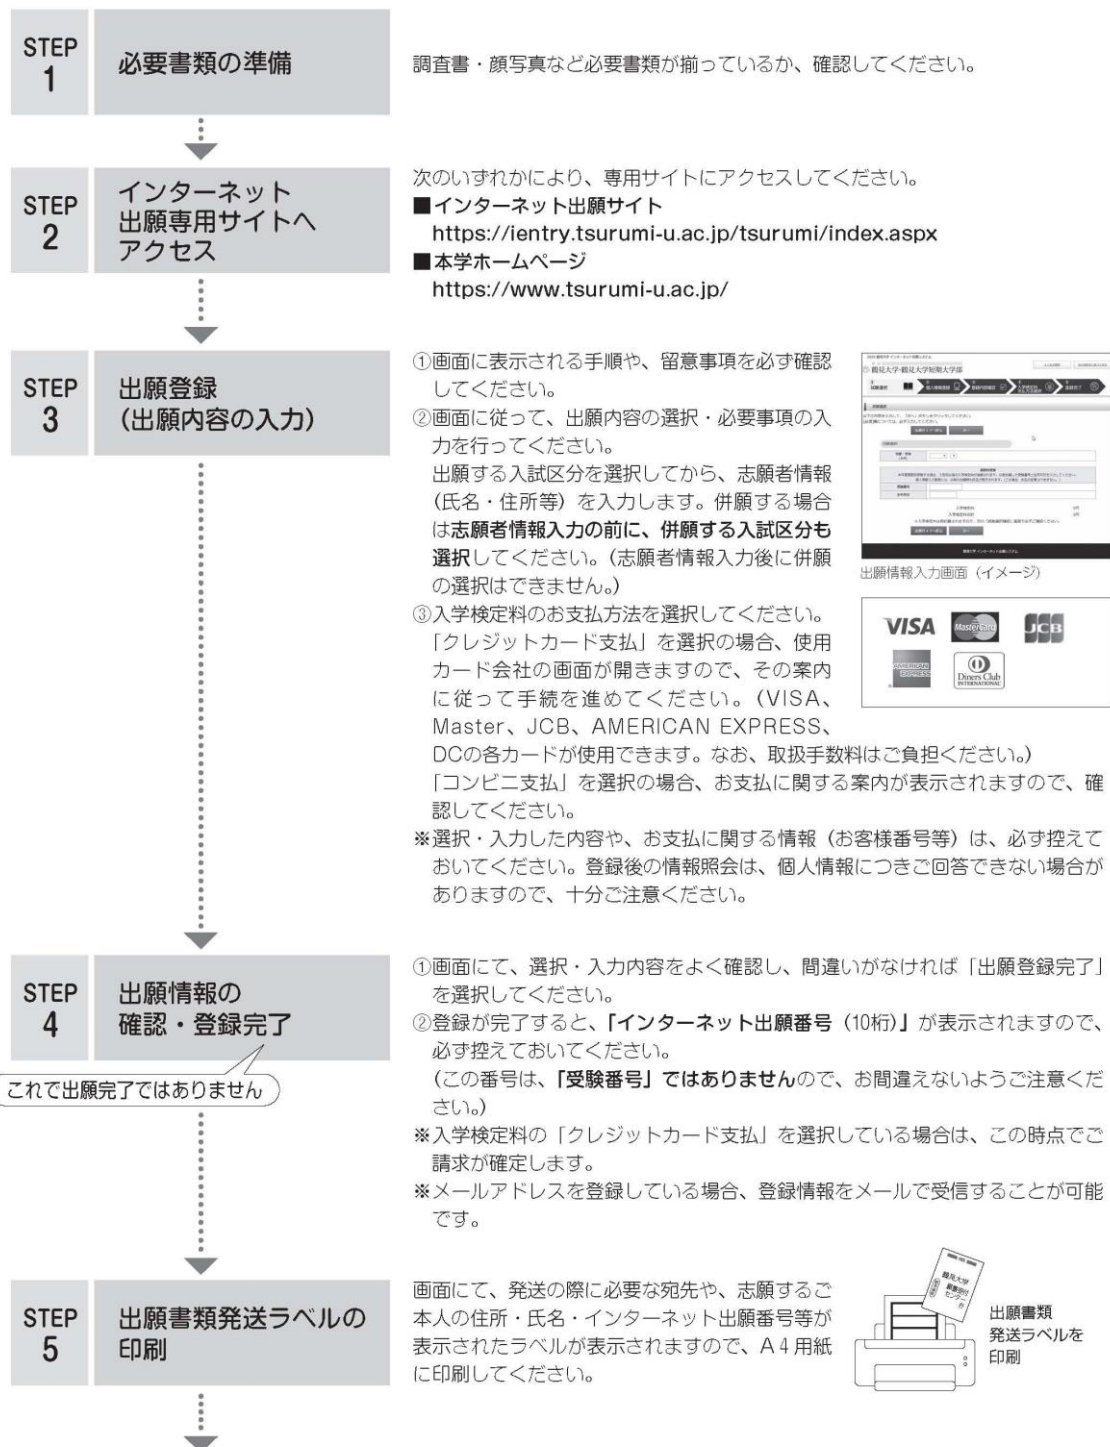 STEP
1
必要書類の準備
調査書・顔写真など必要書類が揃っているか、確認してください。
STEP
2
インターネット
出願専用サイトへ
アクセス
次のいずれかにより、専用サイトにアクセスしてください。
■インターネット出願サイト
https://ientry.tsurumi-u.ac.jp/tsurumi/index.aspx
■本学ホームページ
https://www.tsurumi-u.ac.jp/
STEP
3
出願登録
(出願内容の入力)
①画面に表示される手順や、留意事項を必ず確認
してください。
②画面に従って、出願内容の選択・必要事項の入
力を行ってください。
出願する入試区分を選択してから、志願者情報
(氏名・住所等) を入力します。併願する場合
は志願者情報入力の前に、併願する入試区分も
選択してください。(志願者情報入力後に併願
の選択はできません。)
③入学検定料のお支払方法を選択してください。
「クレジットカード支払」を選択の場合、使用
カード会社の画面が開きますので、その案内
に従って手続を進めてください。(VISA、
Master、JCB、AMERICAN EXPRESS、
DCの各カードが使用できます。なお、取扱手数料はご負担ください。)
「コンビニ支払」を選択の場合、お支払に関する案内が表示されますので、確
認してください。
※選択・入力した内容や、お支払に関する情報(お客様番号等)は、必ず控えて
おいてください。登録後の情報照会は、個人情報につきご回答できない場合が
ありますので、十分ご注意ください。
鶴見大学・鶴見大学短期大学部
出願情報入力画面(イメージ)
VISA
MasterCard
JCB
AMERICAN
EXPRESS
Diners Club
INTERNATIONAL
STEP
4
出願情報の
確認・登録完了
これで出願完了ではありません
①画面にて、選択・入力内容をよく確認し、間違いがなければ「出願登録完了」
を選択してください。
②登録が完了すると、「インターネット出願番号(10桁)」が表示されますので、
必ず控えておいてください。
(この番号は、「受験番号」ではありませんので、お間違えないようご注意くだ
さい。)
※入学検定料の「クレジットカード支払」を選択している場合は、この時点でご
請求が確定します。
※メールアドレスを登録している場合、登録情報をメールで受信することが可能
です。
STEP
5
出願書類発送ラベルの
印刷
画面にて、発送の際に必要な宛先や、志願するご
本人の住所・氏名・インターネット出願番号等が
表示されたラベルが表示されますので、A4用紙
に印刷してください。
鶴見大学
願書受付
センター
行
出願書類
発送ラベルを
印刷